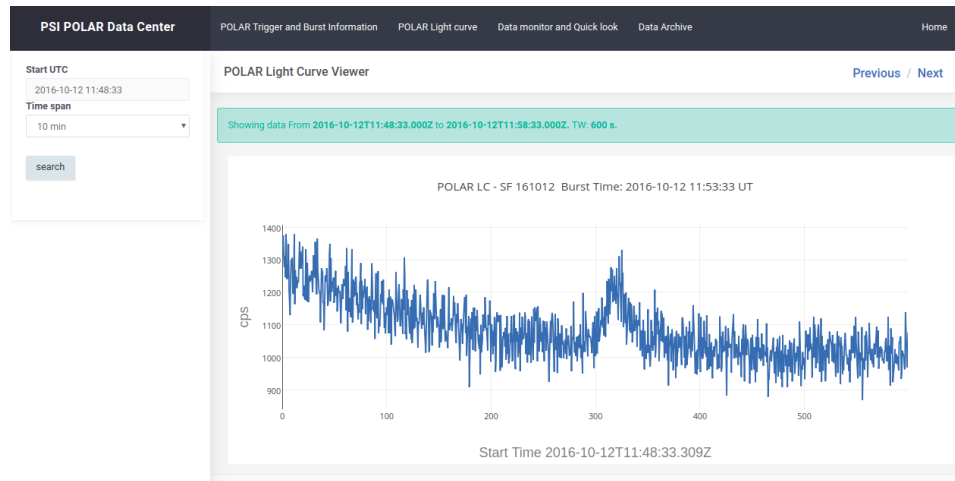 PSI POLAR Data Center
POLAR Trigger and Burst Information POLAR Light curve Data monitor and Quick look Data Archive Home
Start UTC
2016-10-12 11:48:33
Time span
10 min
search
POLAR Light Curve Viewer
Previous / Next
Showing data From 2016-10-12T11:48:33.000Z to 2016-10-12T11:58:33.000Z. TW: 600 s.
POLAR LC - SF 161012 Burst Time: 2016-10-12 11:53:33 UT
cps
1400
1300
1200
1100
1000
900
0 100 200 300 400 500
Start Time 2016-10-12T11:48:33.309Z